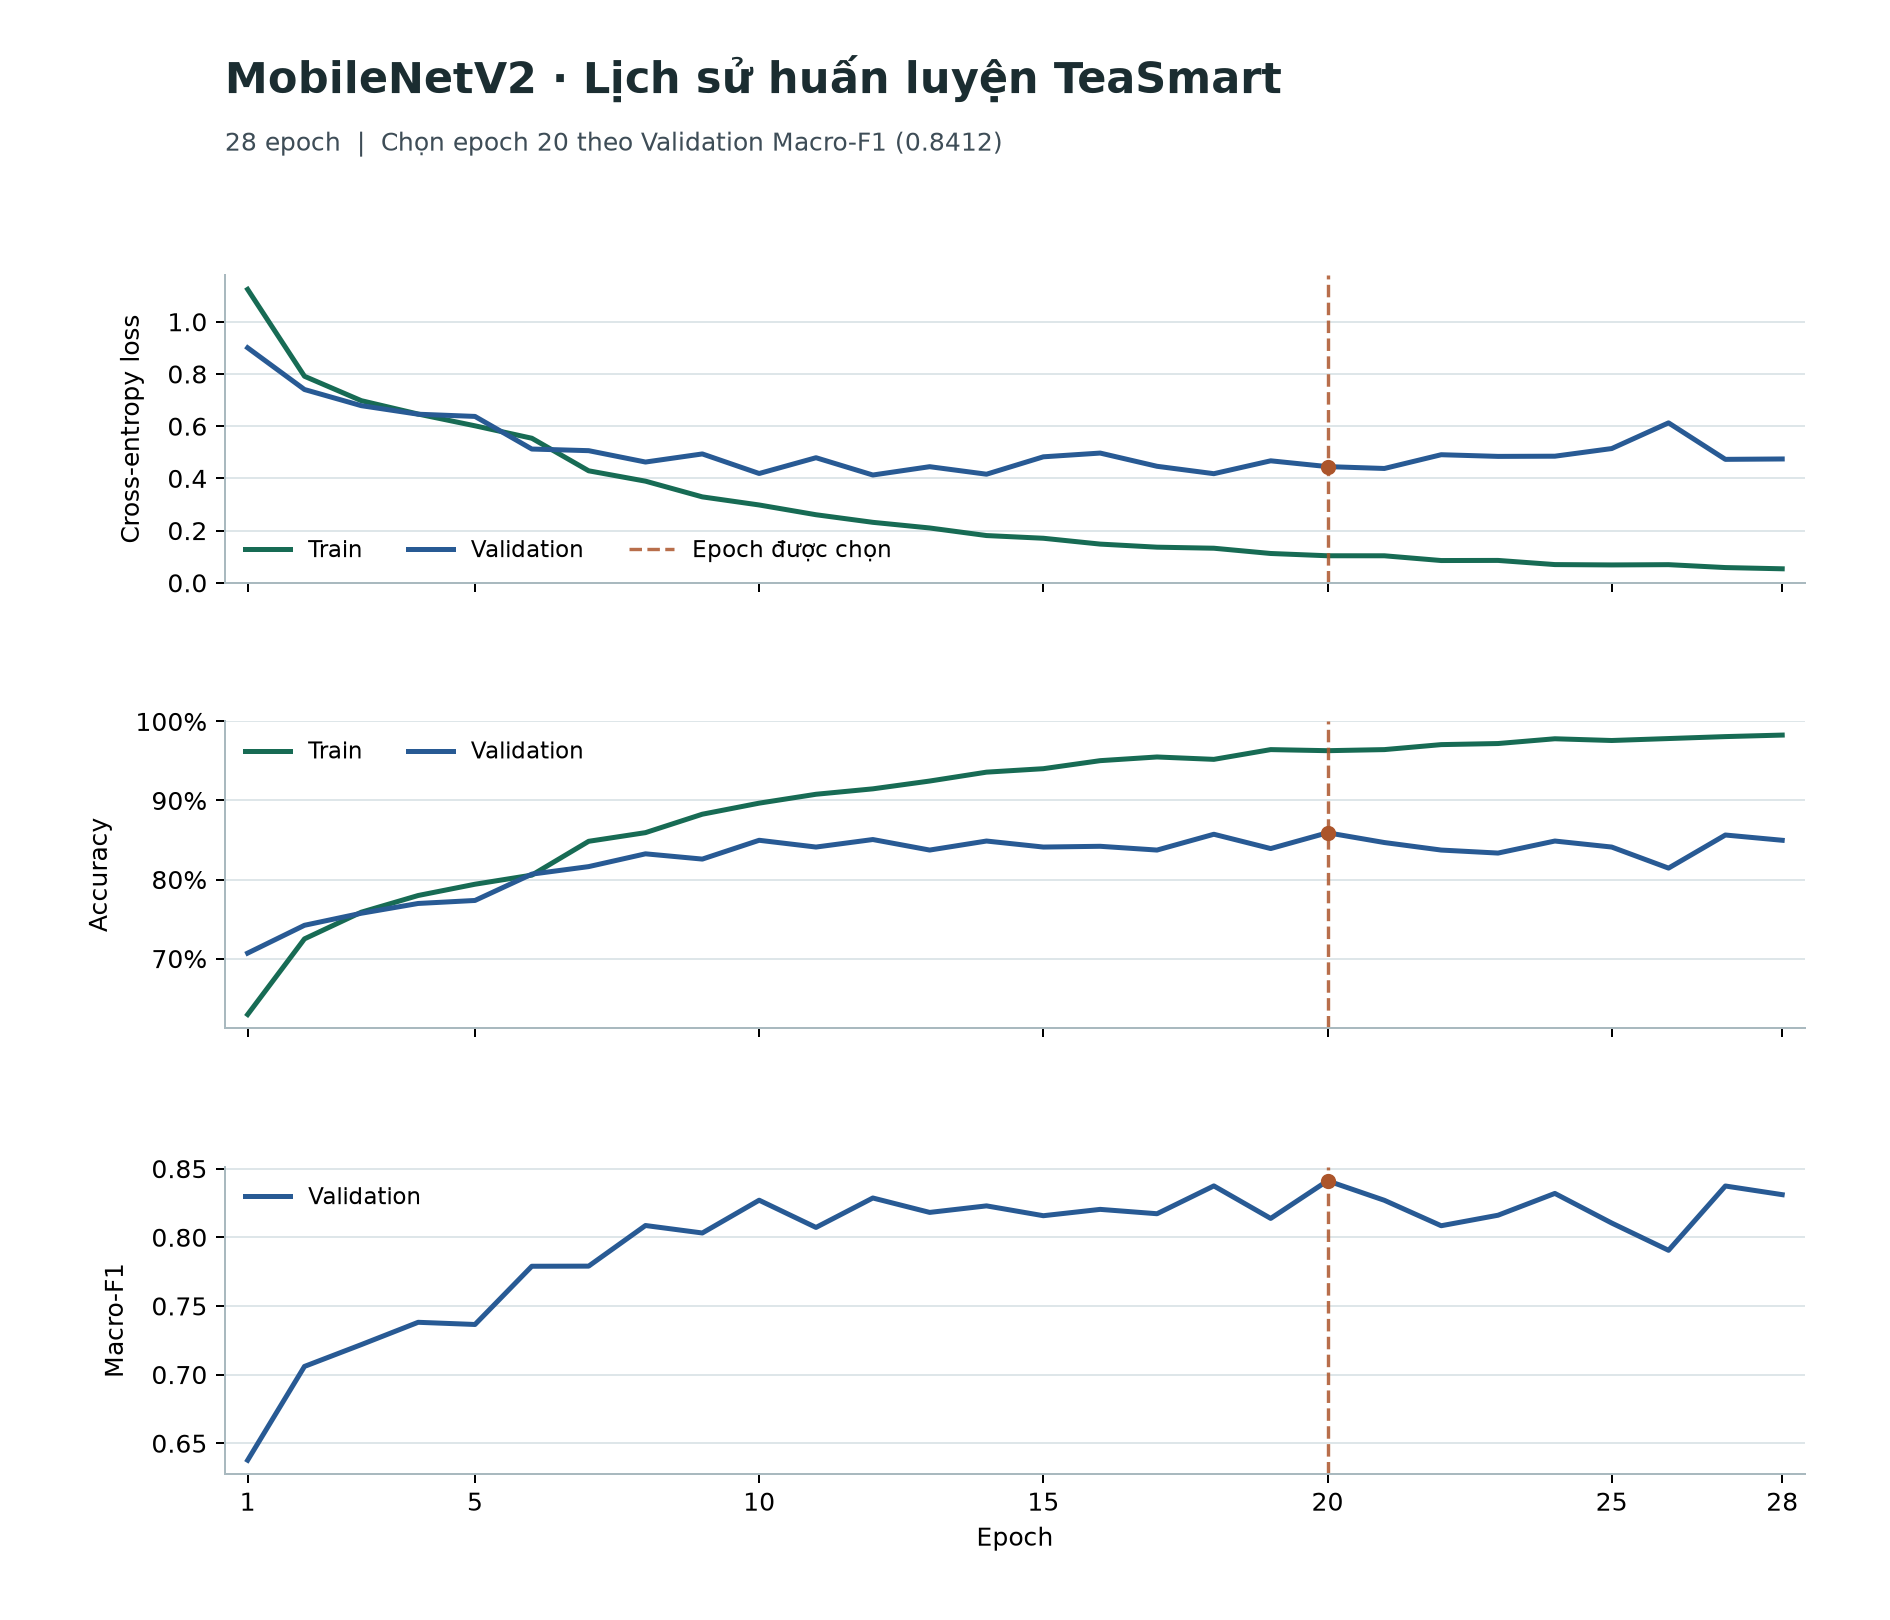 MobileNetV2 · Lịch sử huấn luyện TeaSmart
28 epoch | Chọn epoch 20 theo Validation Macro-F1 (0.8412)
Cross-entropy loss
1.0
0.8
0.6
0.4
0.2
0.0
Train Validation Epoch được chọn
Accuracy
100%
90%
80%
70%
Train Validation
Macro-F1
0.85
0.80
0.75
0.70
0.65
Validation
1 5 10 15 20 25 28
Epoch